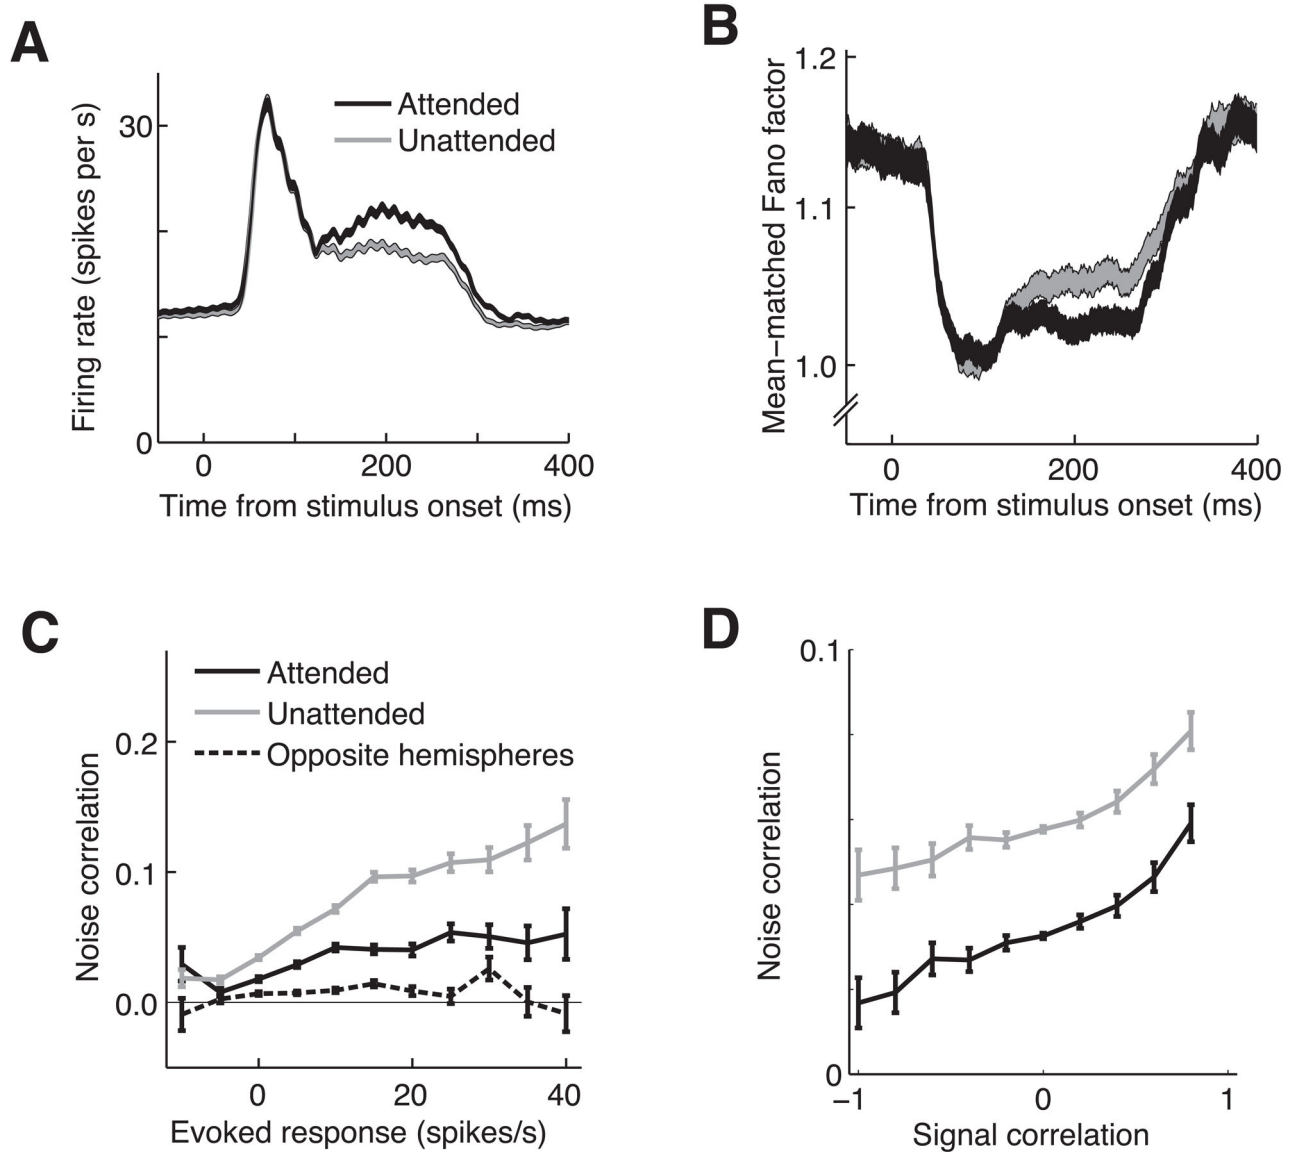 A
Firing rate (spikes per s)
30
0
Attended
Unattended
0 200 400
Time from stimulus onset (ms)
B
Mean−matched Fano factor
1.2
1.1
1.0
0 200 400
Time from stimulus onset (ms)
C
Noise correlation
Attended
Unattended
Opposite hemispheres
0.2
0.1
0.0
0 20 40
Evoked response (spikes/s)
D
Noise correlation
0.1
0
−1 0 1
Signal correlation